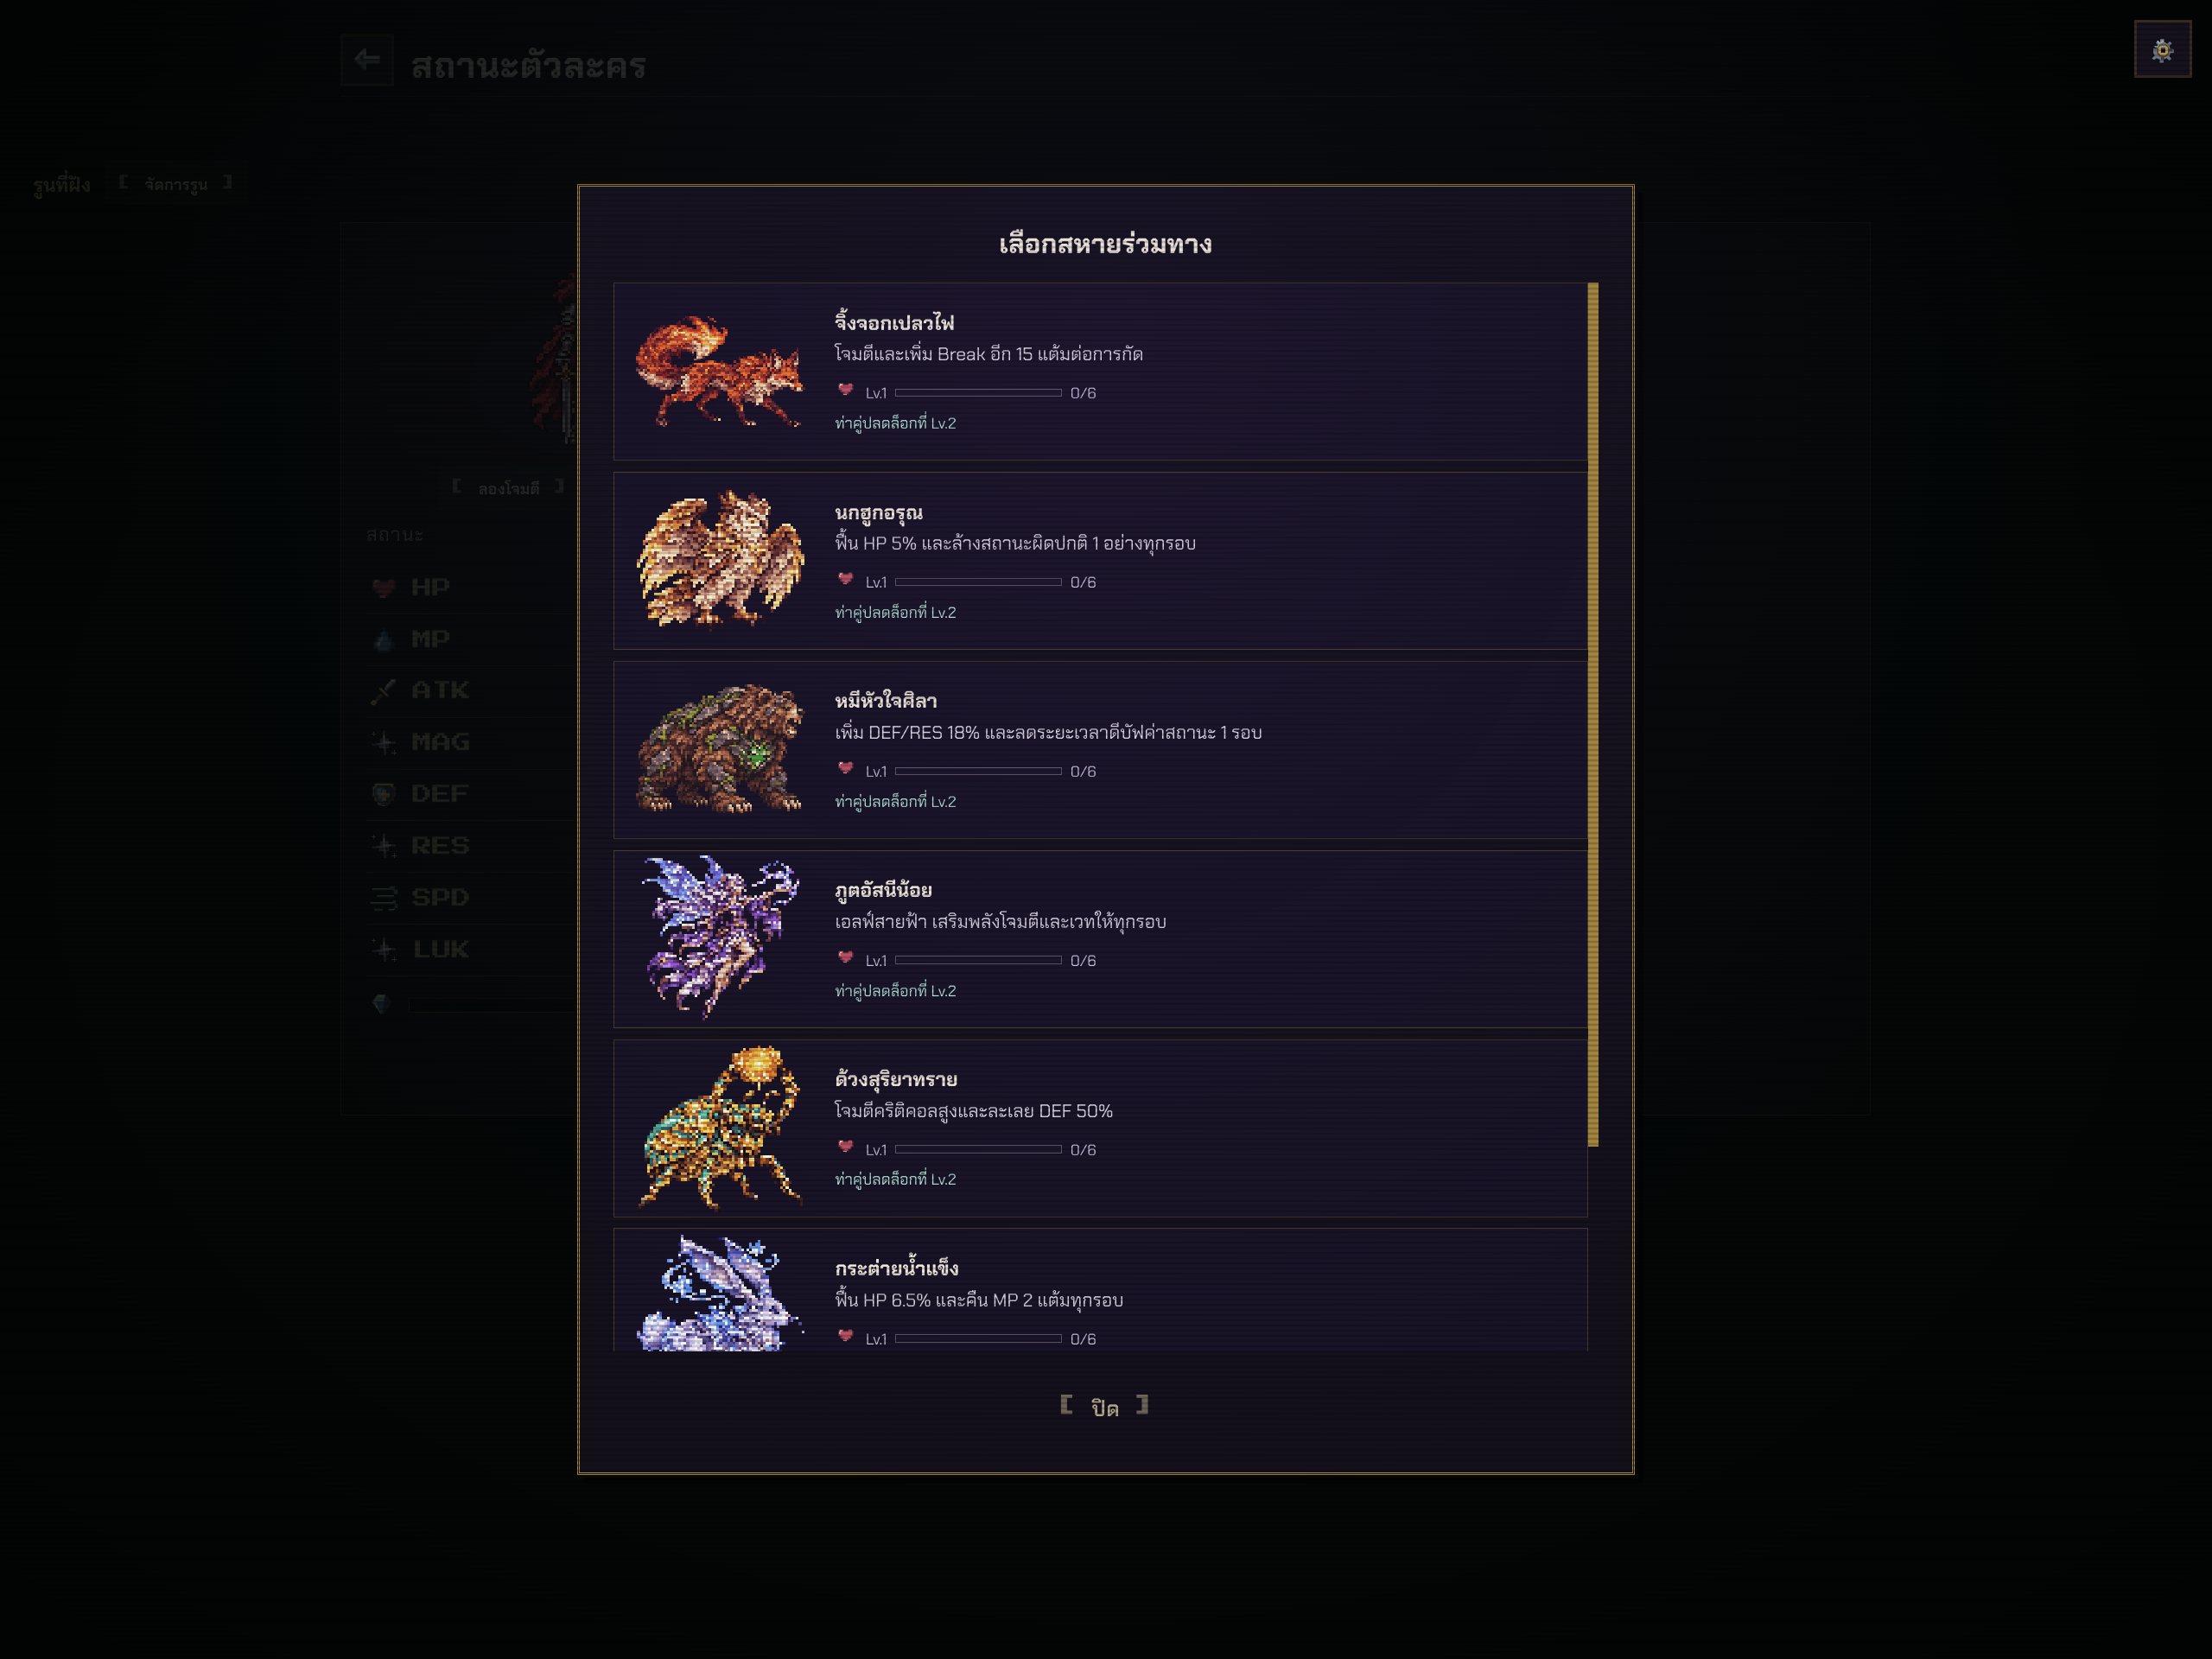 สถานะตัวละคร
รูนที่ฝัง
จัดการรูน
ลองโจมตี
สถานะ
HP
MP
ATK
MAG
DEF
RES
SPD
LUK
เลือกสหายร่วมทาง
จิ้งจอกเปลวไฟ
โจมตีและเพิ่ม Break อีก 15 แต้มต่อการกัด
Lv.1 0/6
ท่าคู่ปลดล็อกที่ Lv.2
นกฮูกอรุณ
ฟื้น HP 5% และล้างสถานะผิดปกติ 1 อย่างทุกรอบ
Lv.1 0/6
ท่าคู่ปลดล็อกที่ Lv.2
หมีหัวใจศิลา
เพิ่ม DEF/RES 18% และลดระยะเวลาดีบัฟค่าสถานะ 1 รอบ
Lv.1 0/6
ท่าคู่ปลดล็อกที่ Lv.2
ภูตอัสนีน้อย
เอลฟ์สายฟ้า เสริมพลังโจมตีและเวทให้ทุกรอบ
Lv.1 0/6
ท่าคู่ปลดล็อกที่ Lv.2
ด้วงสุริยาทราย
โจมตีคริติคอลสูงและละเลย DEF 50%
Lv.1 0/6
ท่าคู่ปลดล็อกที่ Lv.2
กระต่ายน้ำแข็ง
ฟื้น HP 6.5% และคืน MP 2 แต้มทุกรอบ
Lv.1 0/6
ปิด